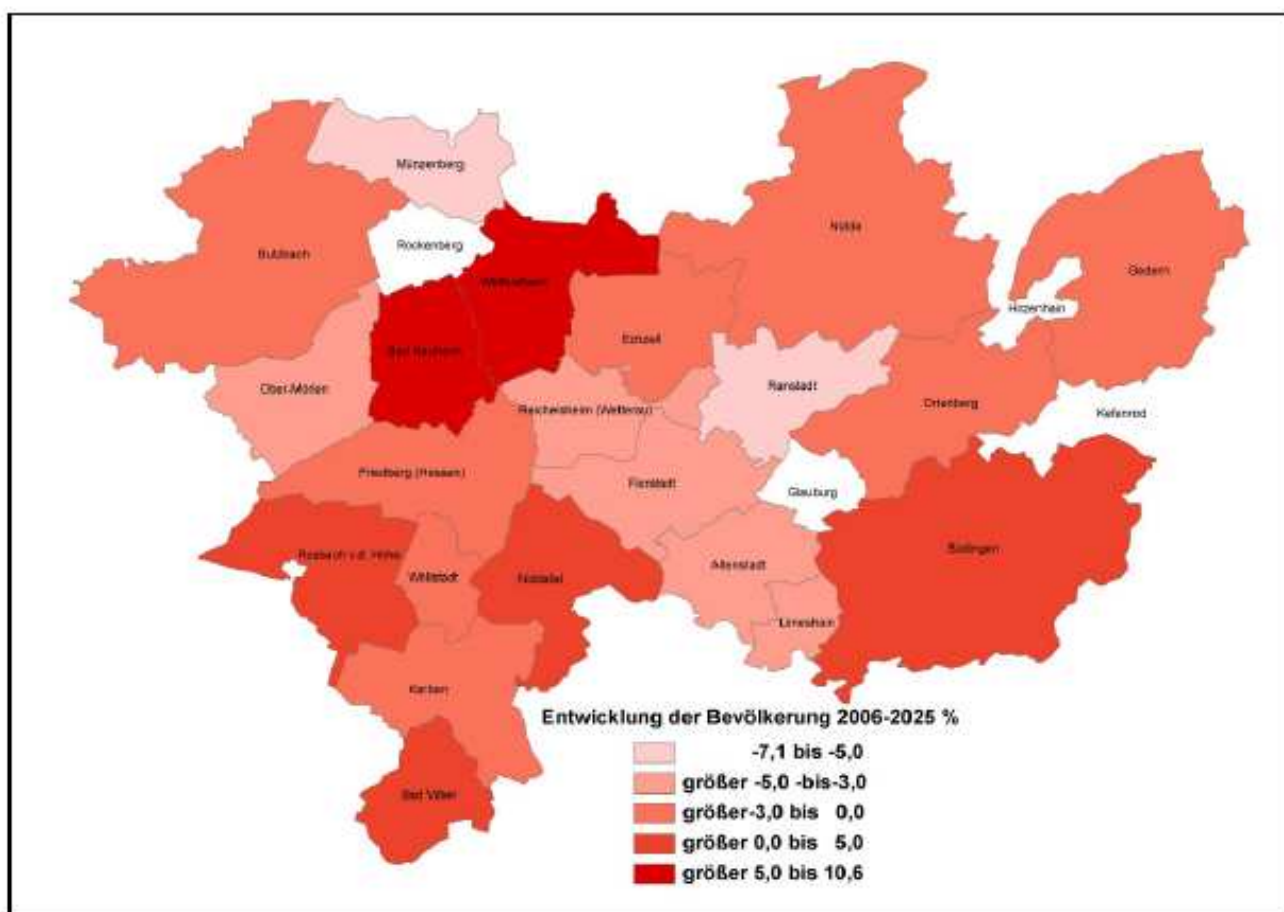 Münzenberg
Nidda
Rockenberg
Butzbach
Gedern
Wölfersheim
Hirzenhain
Echzell
Bad Nauheim
Ranstadt
Ober-Mörlen
Ortenberg
Reichelsheim (Wetterau)
Kefenrod
Friedberg (Hessen)
Florstadt
Glauburg
Rosbach v.d. Höhe
Büdingen
Altenstadt
Wöllstadt
Niddatal
Limeshain
Karben
Entwicklung der Bevölkerung 2006-2025 %
-7,1 bis -5,0
größer -5,0 -bis-3,0
größer-3,0 bis 0,0
Bad Vilbel
größer 0,0 bis 5,0
größer 5,0 bis 10,6